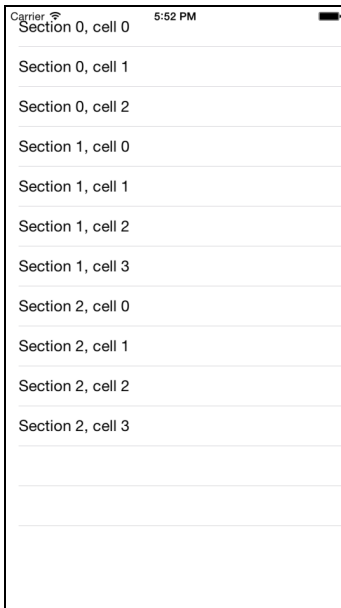 Carrier 5:52 PM
Section 0, cell 0
Section 0, cell 1
Section 0, cell 2
Section 1, cell 0
Section 1, cell 1
Section 1, cell 2
Section 1, cell 3
Section 2, cell 0
Section 2, cell 1
Section 2, cell 2
Section 2, cell 3